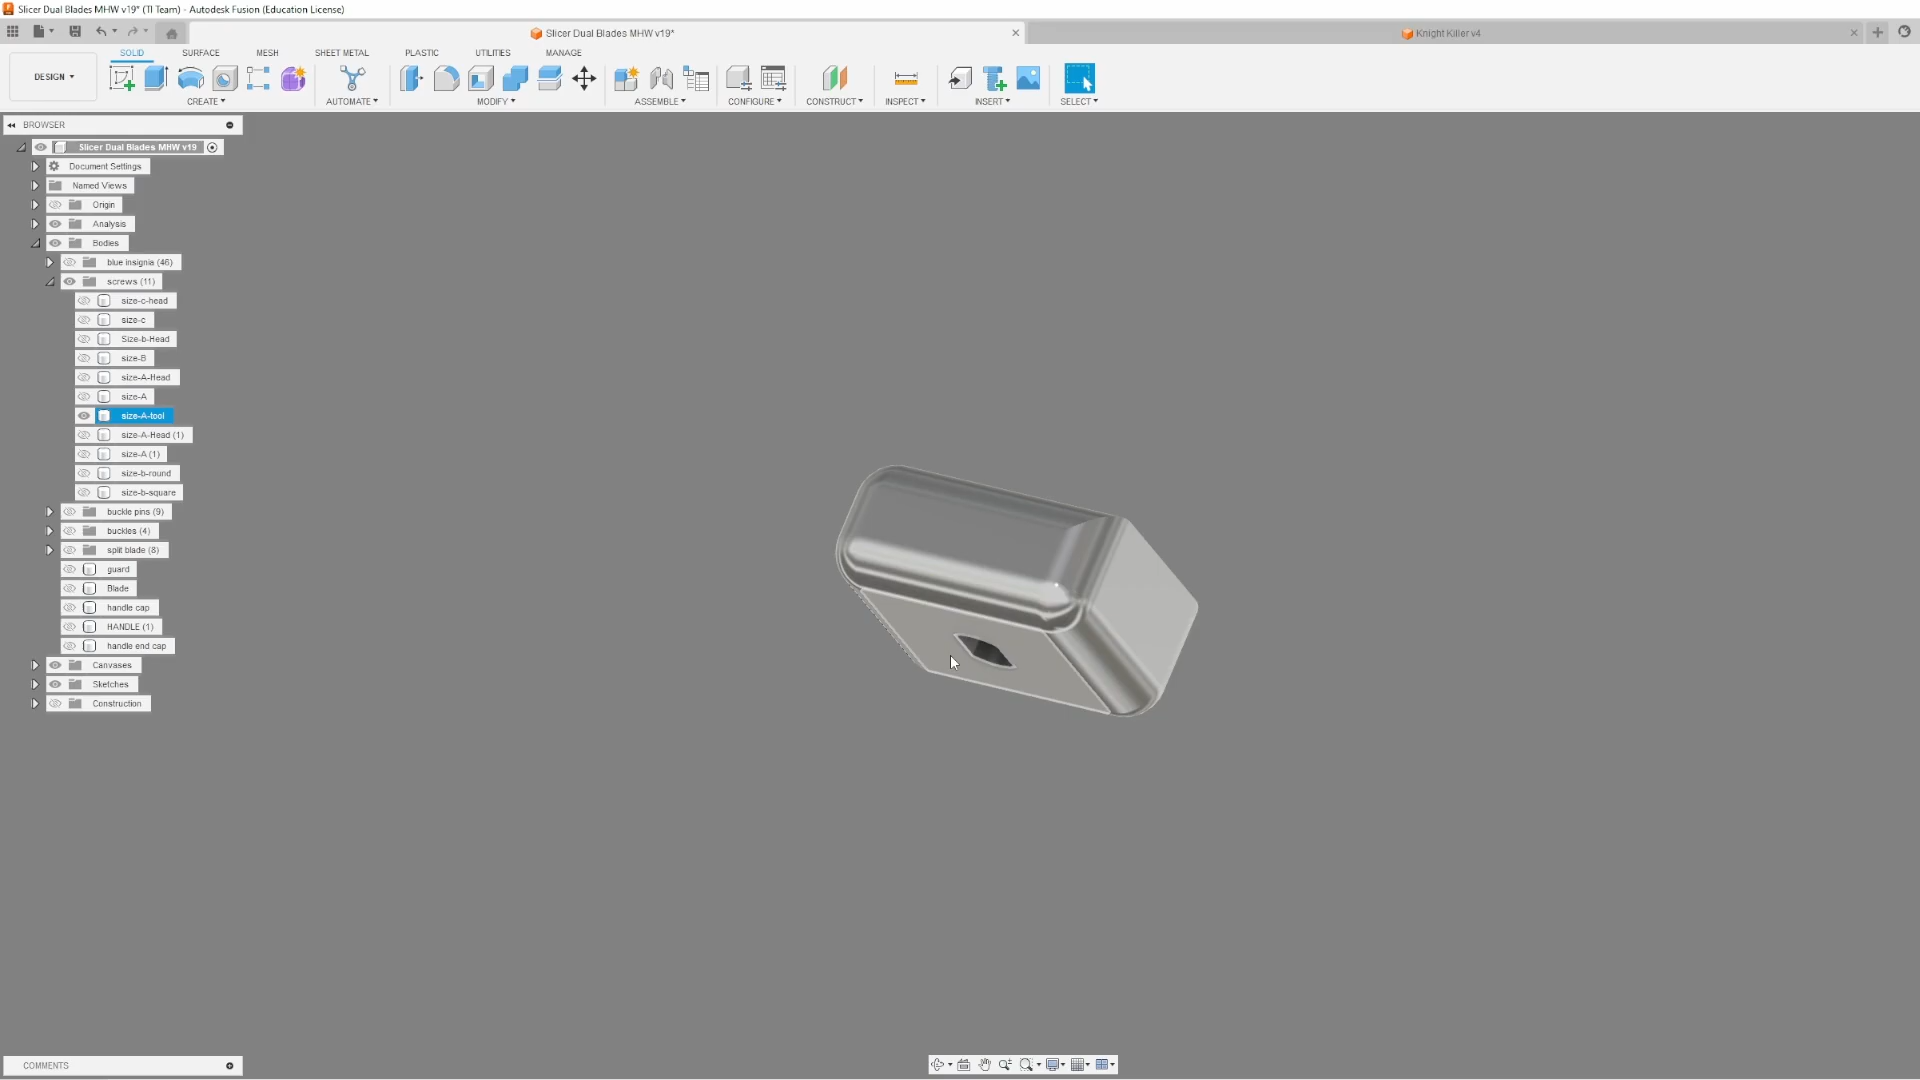 Slicer Dual Blades MHW v19* (TI Team) - Autodesk Fusion (Education License)
Slicer Dual Blades MHW v19*
Knight Killer v4
SOLID SURFACE MESH SHEET METAL PLASTIC UTILITIES MANAGE
DESIGN
CREATE AUTOMATE MODIFY ASSEMBLE CONFIGURE CONSTRUCT INSPECT INSERT SELECT
BROWSER
Slicer Dual Blades MHW v19
Document Settings
Named Views
Origin
Analysis
Bodies
blue insignia (46)
screws (11)
size-c-head
size-c
Size-b-Head
size-B
size-A-Head
size-A
size-A-tool
size-A-Head (1)
size-A (1)
size-b-round
size-b-square
buckle pins (9)
buckles (4)
split blade (8)
guard
Blade
handle cap
HANDLE (1)
handle end cap
Canvases
Sketches
Construction
COMMENTS